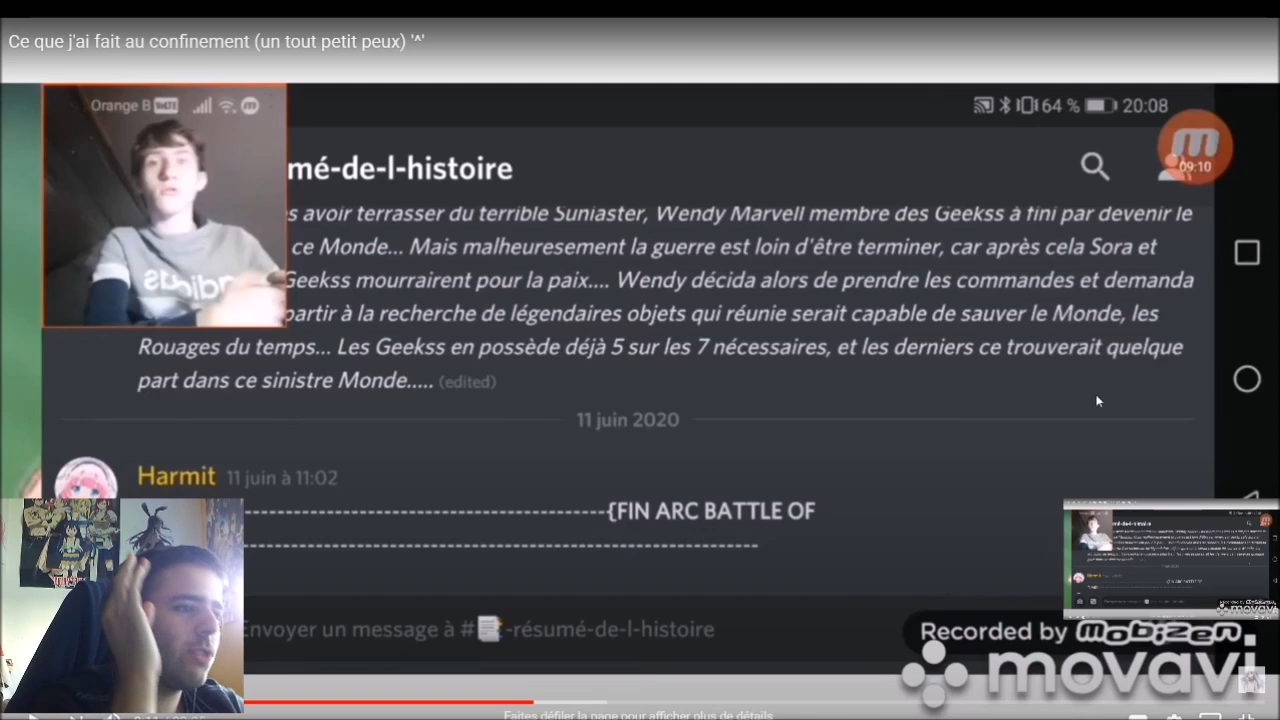 Ce que j'ai fait au confinement (un tout petit peux) '^'
Orange B VoLTE
64 % 20:08
09:10
mé-de-l-histoire
s avoir terrasser du terrible Suniaster, Wendy Marvell membre des Geekss à fini par devenir le
ce Monde... Mais malheuresement la guerre est loin d'être terminer, car après cela Sora et
Geekss mourrairent pour la paix.... Wendy décida alors de prendre les commandes et demanda
partir à la recherche de légendaires objets qui réunie serait capable de sauver le Monde, les
Rouages du temps... Les Geekss en possède déjà 5 sur les 7 nécessaires, et les derniers ce trouverait quelque
part dans ce sinistre Monde..... (edited)
11 juin 2020
Harmit 11 juin à 11:02
------------------------------------{FIN ARC BATTLE OF
----------------------------------------------------
Envoyer un message à # -résumé-de-l-histoire
adidas
Recorded by mobizen.
movavi
Faites défiler la page pour afficher plus de détails